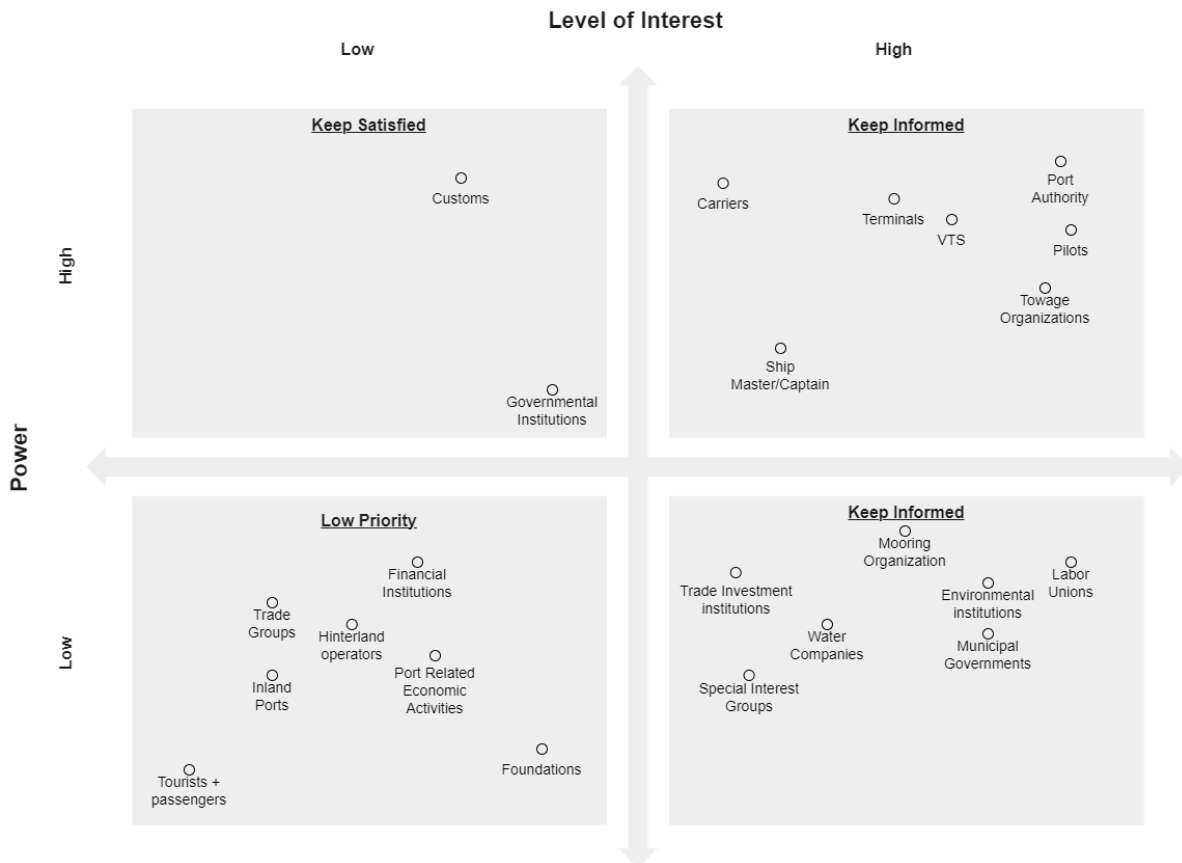 Level of Interest
Low
High
Power
High
Low
Keep Satisfied
Customs
Governmental
Institutions
Keep Informed
Port
Authority
Carriers
Terminals
VTS
Pilots
Towage
Organizations
Ship
Master/Captain
Low Priority
Financial
Institutions
Trade
Groups
Hinterland
operators
Port Related
Economic
Activities
Inland
Ports
Foundations
Tourists +
passengers
Keep Informed
Mooring
Organization
Trade Investment
institutions
Labor
Unions
Environmental
institutions
Water
Companies
Municipal
Governments
Special Interest
Groups